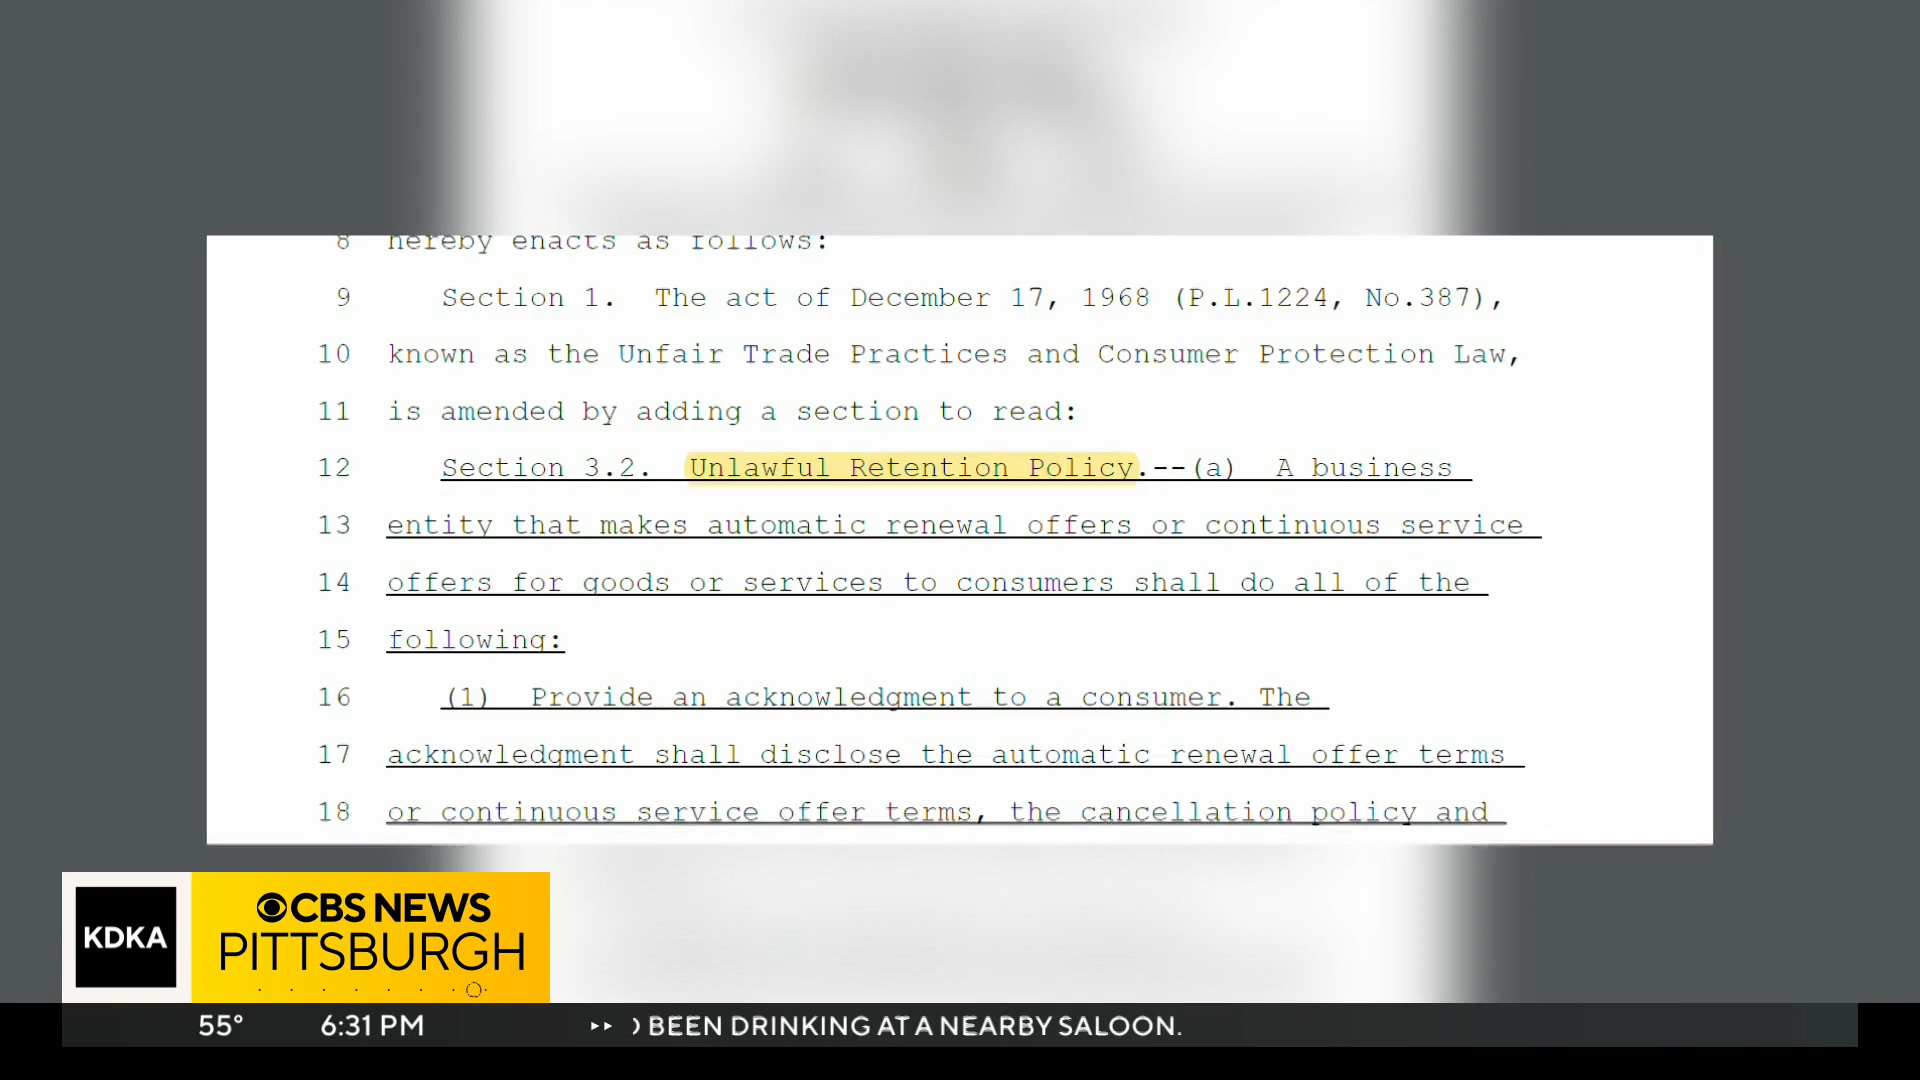 8 hereby enacts as follows:
9 Section 1. The act of December 17, 1968 (P.L.1224, No.387),
10 known as the Unfair Trade Practices and Consumer Protection Law,
11 is amended by adding a section to read:
12 Section 3.2. Unlawful Retention Policy.--(a) A business
13 entity that makes automatic renewal offers or continuous service
14 offers for goods or services to consumers shall do all of the
15 following:
16 (1) Provide an acknowledgment to a consumer. The
17 acknowledgment shall disclose the automatic renewal offer terms
18 or continuous service offer terms, the cancellation policy and
KDKA
CBS NEWS
PITTSBURGH
55° 6:31 PM BEEN DRINKING AT A NEARBY SALOON.